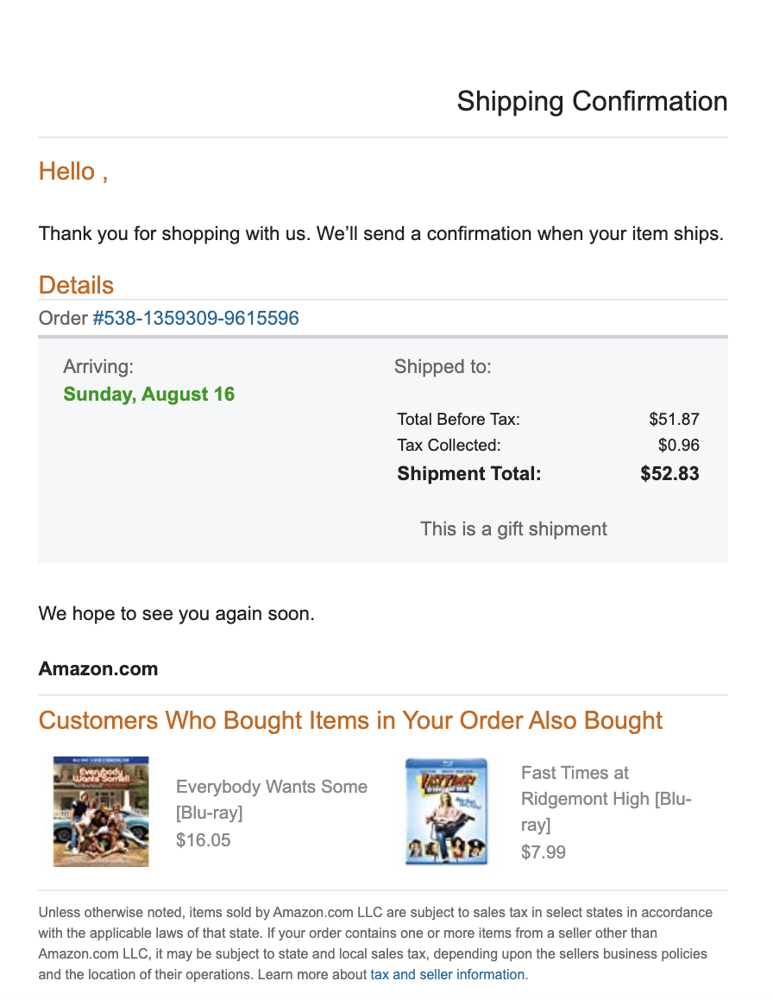 Shipping Confirmation
Hello ,
Thank you for shopping with us. We’ll send a confirmation when your item ships.
Details
Order #538-1359309-9615596
Arriving:
Sunday, August 16
Shipped to:
Total Before Tax: $51.87
Tax Collected: $0.96
Shipment Total: $52.83
This is a gift shipment
We hope to see you again soon.
Amazon.com
Customers Who Bought Items in Your Order Also Bought
Everybody
Wants Some!!
Everybody Wants Some
[Blu-ray]
$16.05
FAST TIMES
Fast Times at
Ridgemont High [Blu-
ray]
$7.99
Unless otherwise noted, items sold by Amazon.com LLC are subject to sales tax in select states in accordance
with the applicable laws of that state. If your order contains one or more items from a seller other than
Amazon.com LLC, it may be subject to state and local sales tax, depending upon the sellers business policies
and the location of their operations. Learn more about tax and seller information.